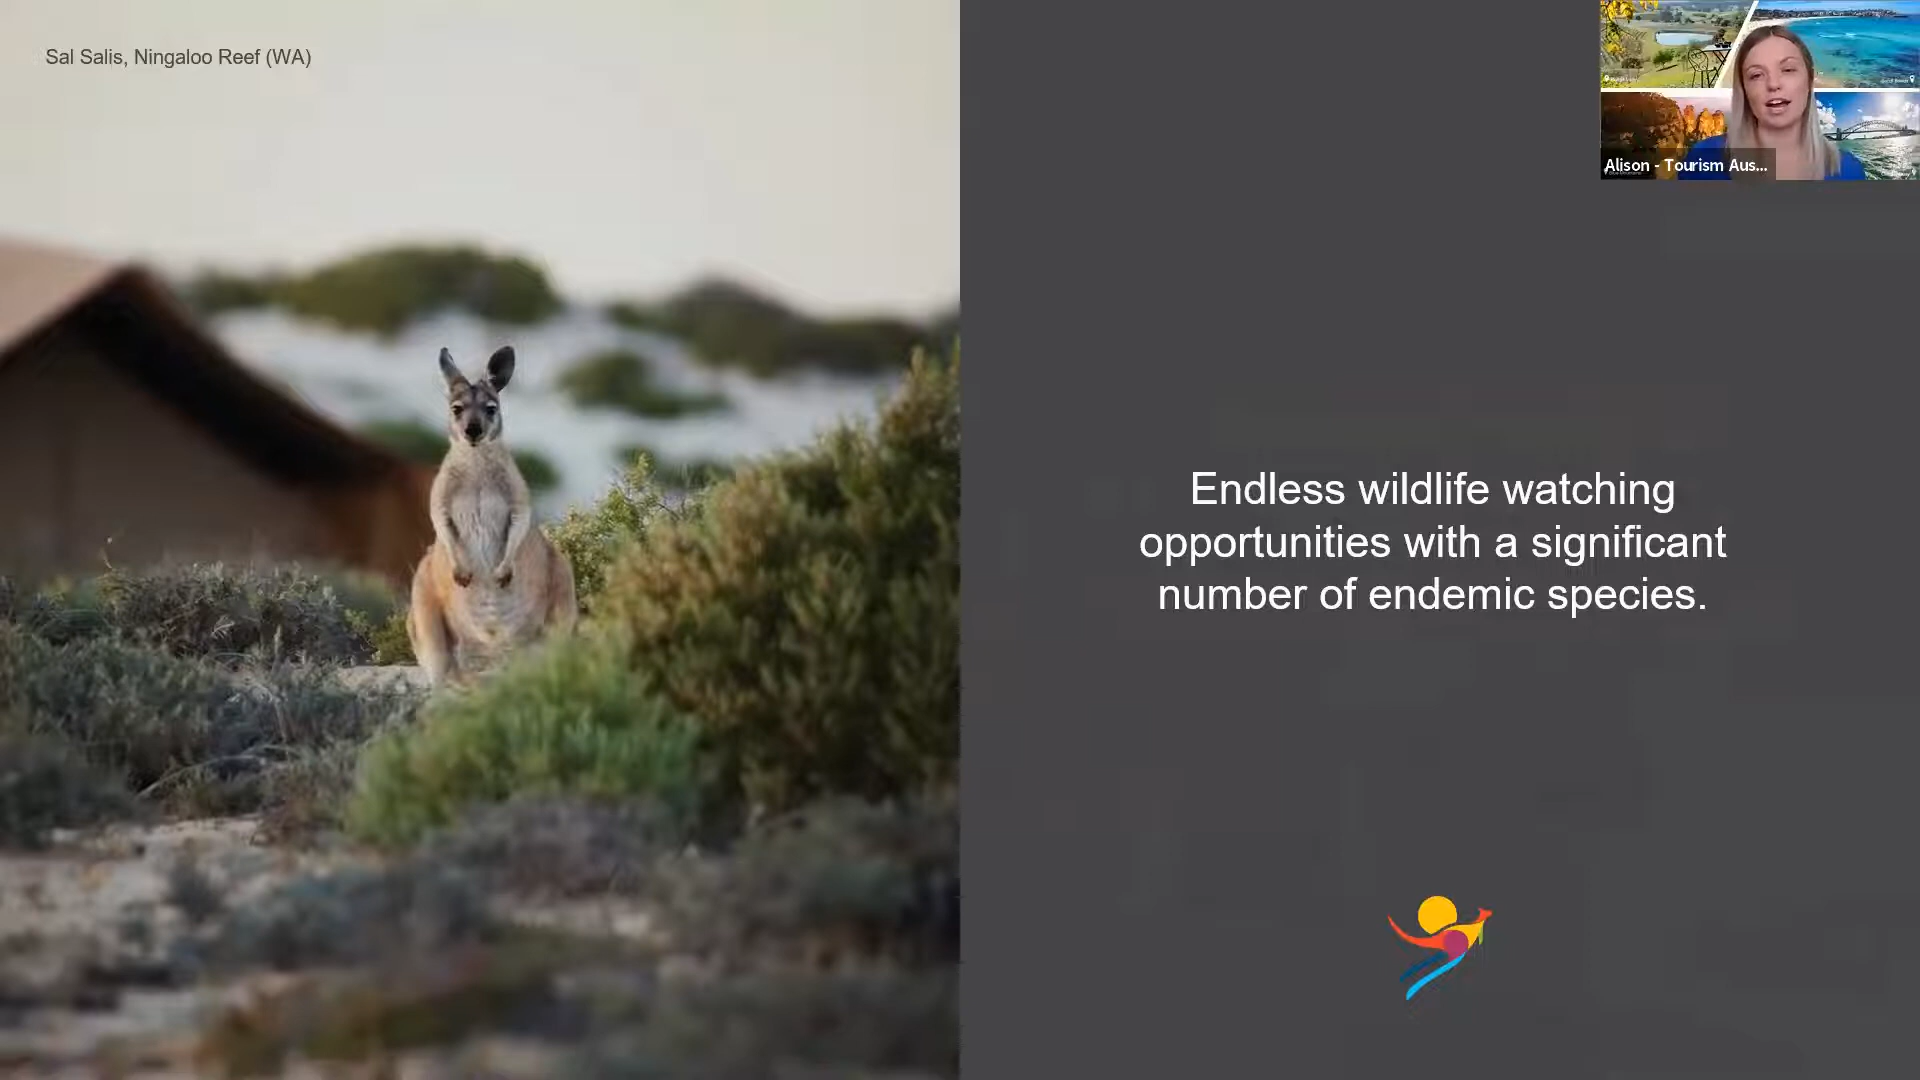 Sal Salis, Ningaloo Reef (WA)
Alison - Tourism Aus...
Endless wildlife watching
opportunities with a significant
number of endemic species.